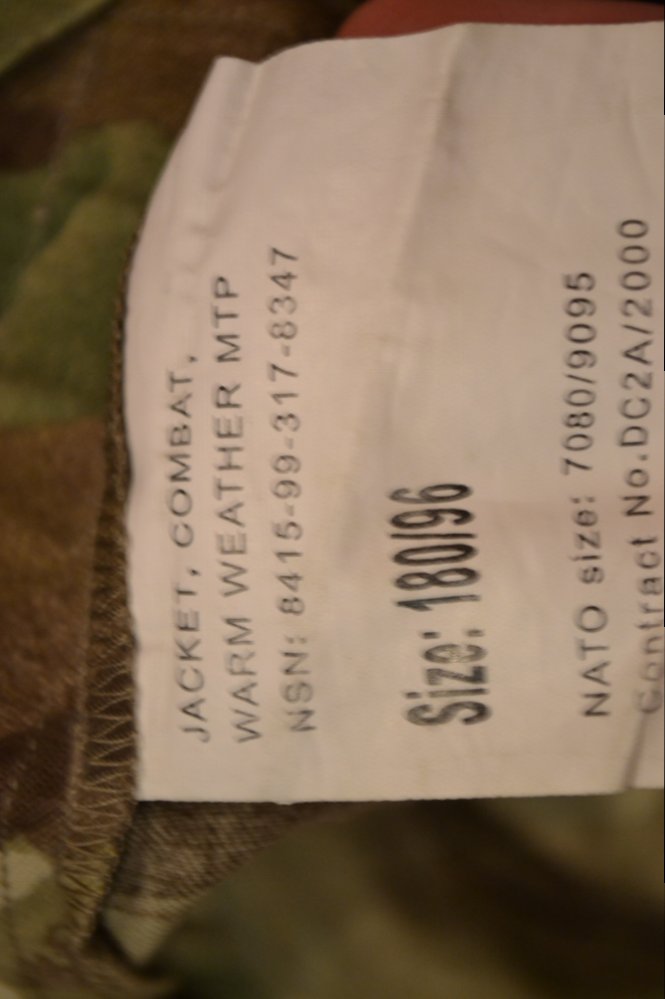 JACKET, COMBAT,
WARM WEATHER MTP
NSN: 8415-99-317-8347
Size: 180/96
NATO size: 7080/9095
Contract No.DC2A/2000